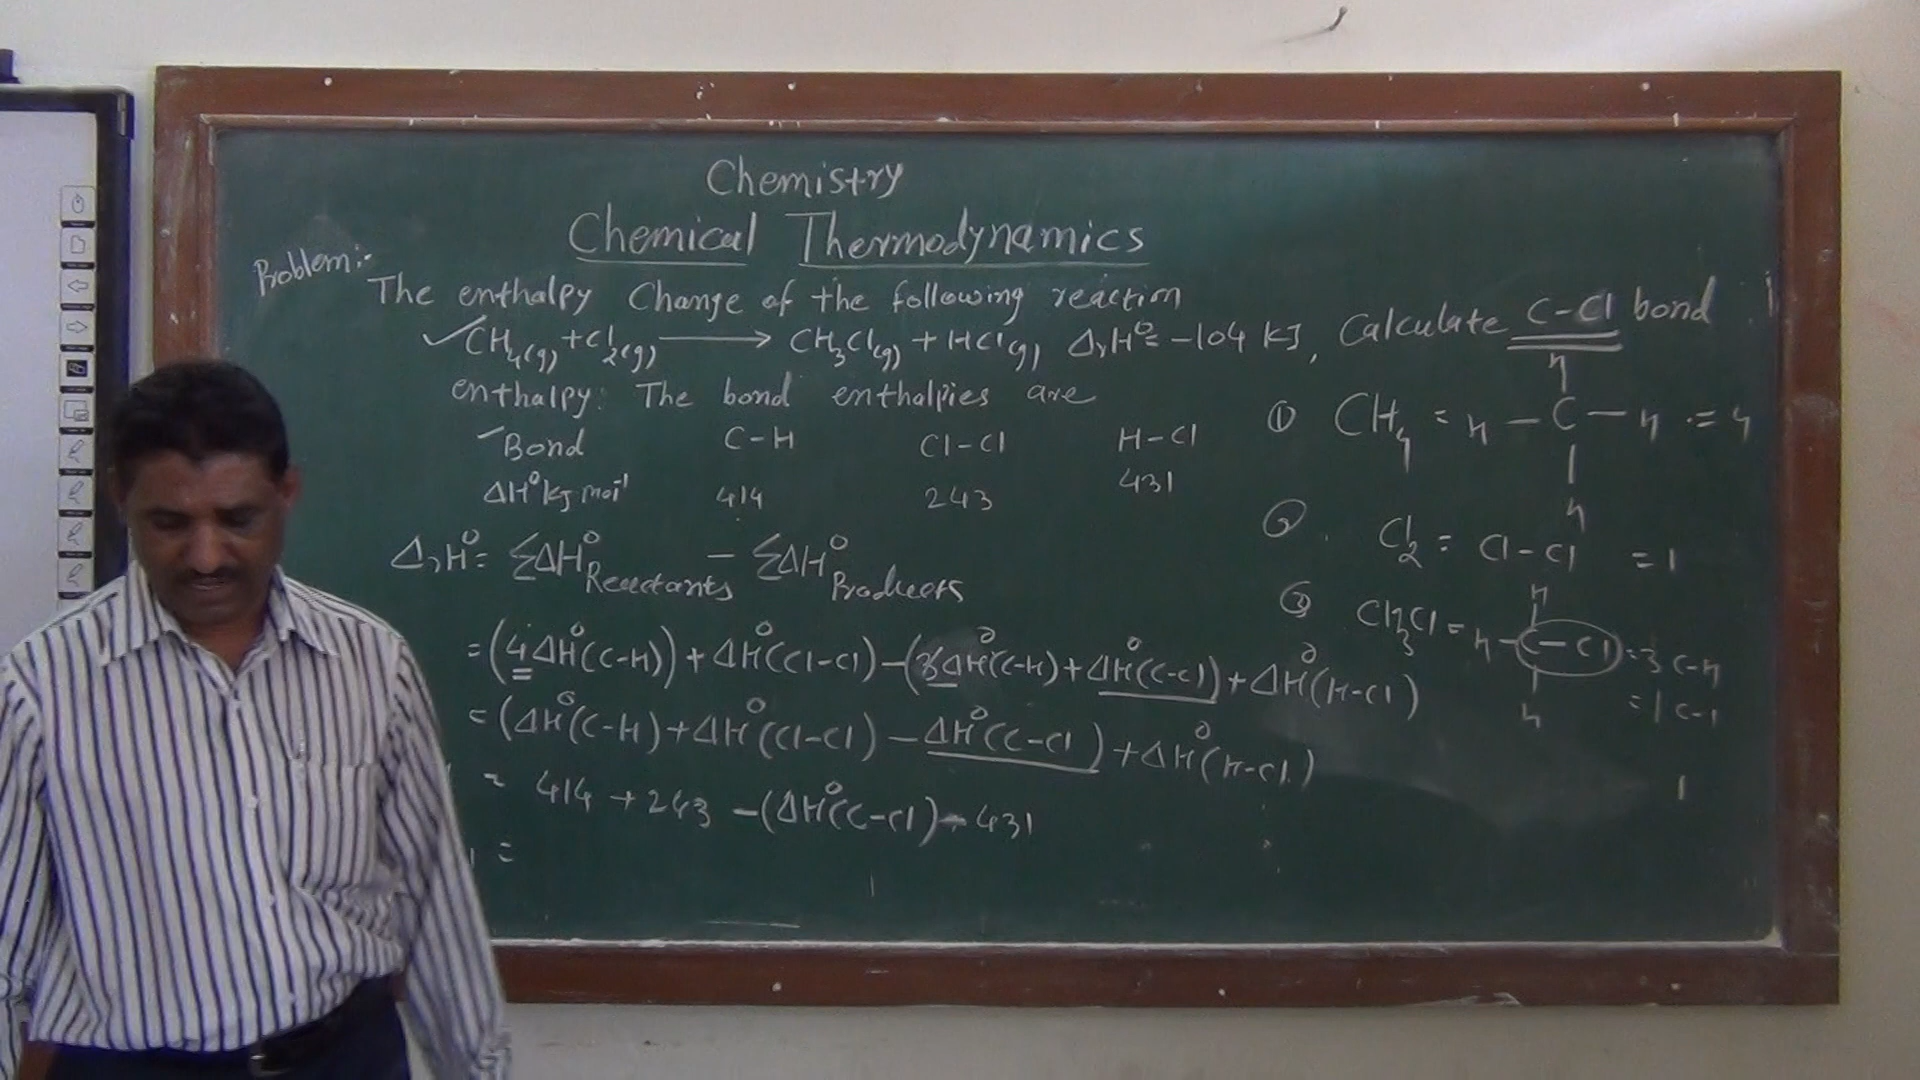 Chemistry
Chemical Thermodynamics
Problem:-
The enthalpy Change of the following reaction
CH4(g) + Cl2(g) ⟶ CH3Cl(g) + HCl(g), ΔrH° = -104 KJ, Calculate C-Cl bond
enthalpy. The bond enthalpies are
Bond C-H Cl-Cl H-Cl
ΔH° kJ mol-1 414 243 431
ΔrH° = ΣΔH° Reactants - ΣΔH° Products
= (4ΔH°(C-H)) + ΔH°(Cl-Cl) - (3ΔH°(C-H) + ΔH°(C-Cl) + ΔH°(H-Cl)
= (ΔH°(C-H) + ΔH°(Cl-Cl) - ΔH°(C-Cl) + ΔH°(H-Cl)
= 414 + 243 - (ΔH°(C-Cl) - 431
=
H
① CH4 = H - C - H = 4
H
② Cl2 = Cl-Cl = 1
H
③ CH3Cl = H - C - Cl = 3 C-H
= 1 C-1
H
1